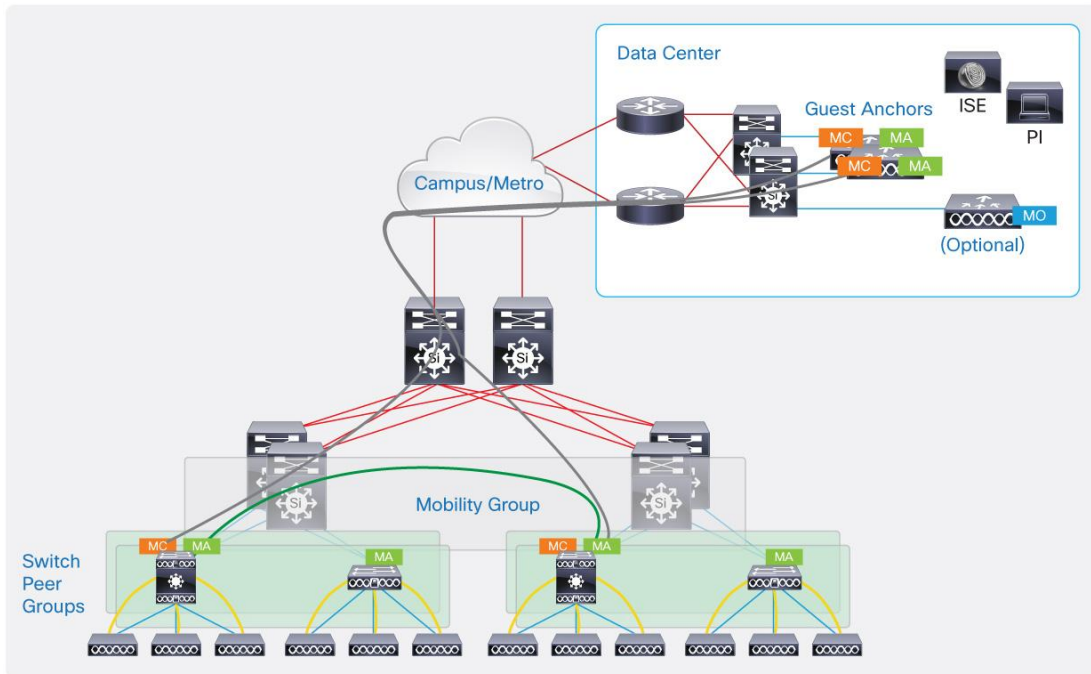 Data Center
Guest Anchors
ISE
PI
MC
MA
MC
MA
Si
MO
(Optional)
Campus/Metro
Si
Si
Si
Si
Mobility Group
MC
MA
MA
MC
MA
MA
Switch
Peer
Groups